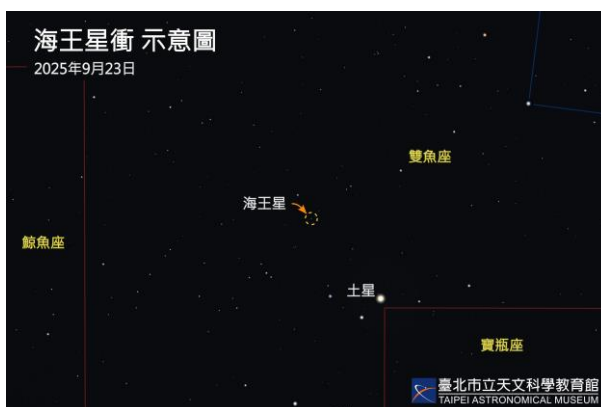 海王星衝 示意圖
2025年9月23日
雙魚座
海王星
鯨魚座
土星
寶瓶座
臺北市立天文科學教育館
TAIPEI ASTRONOMICAL MUSEUM